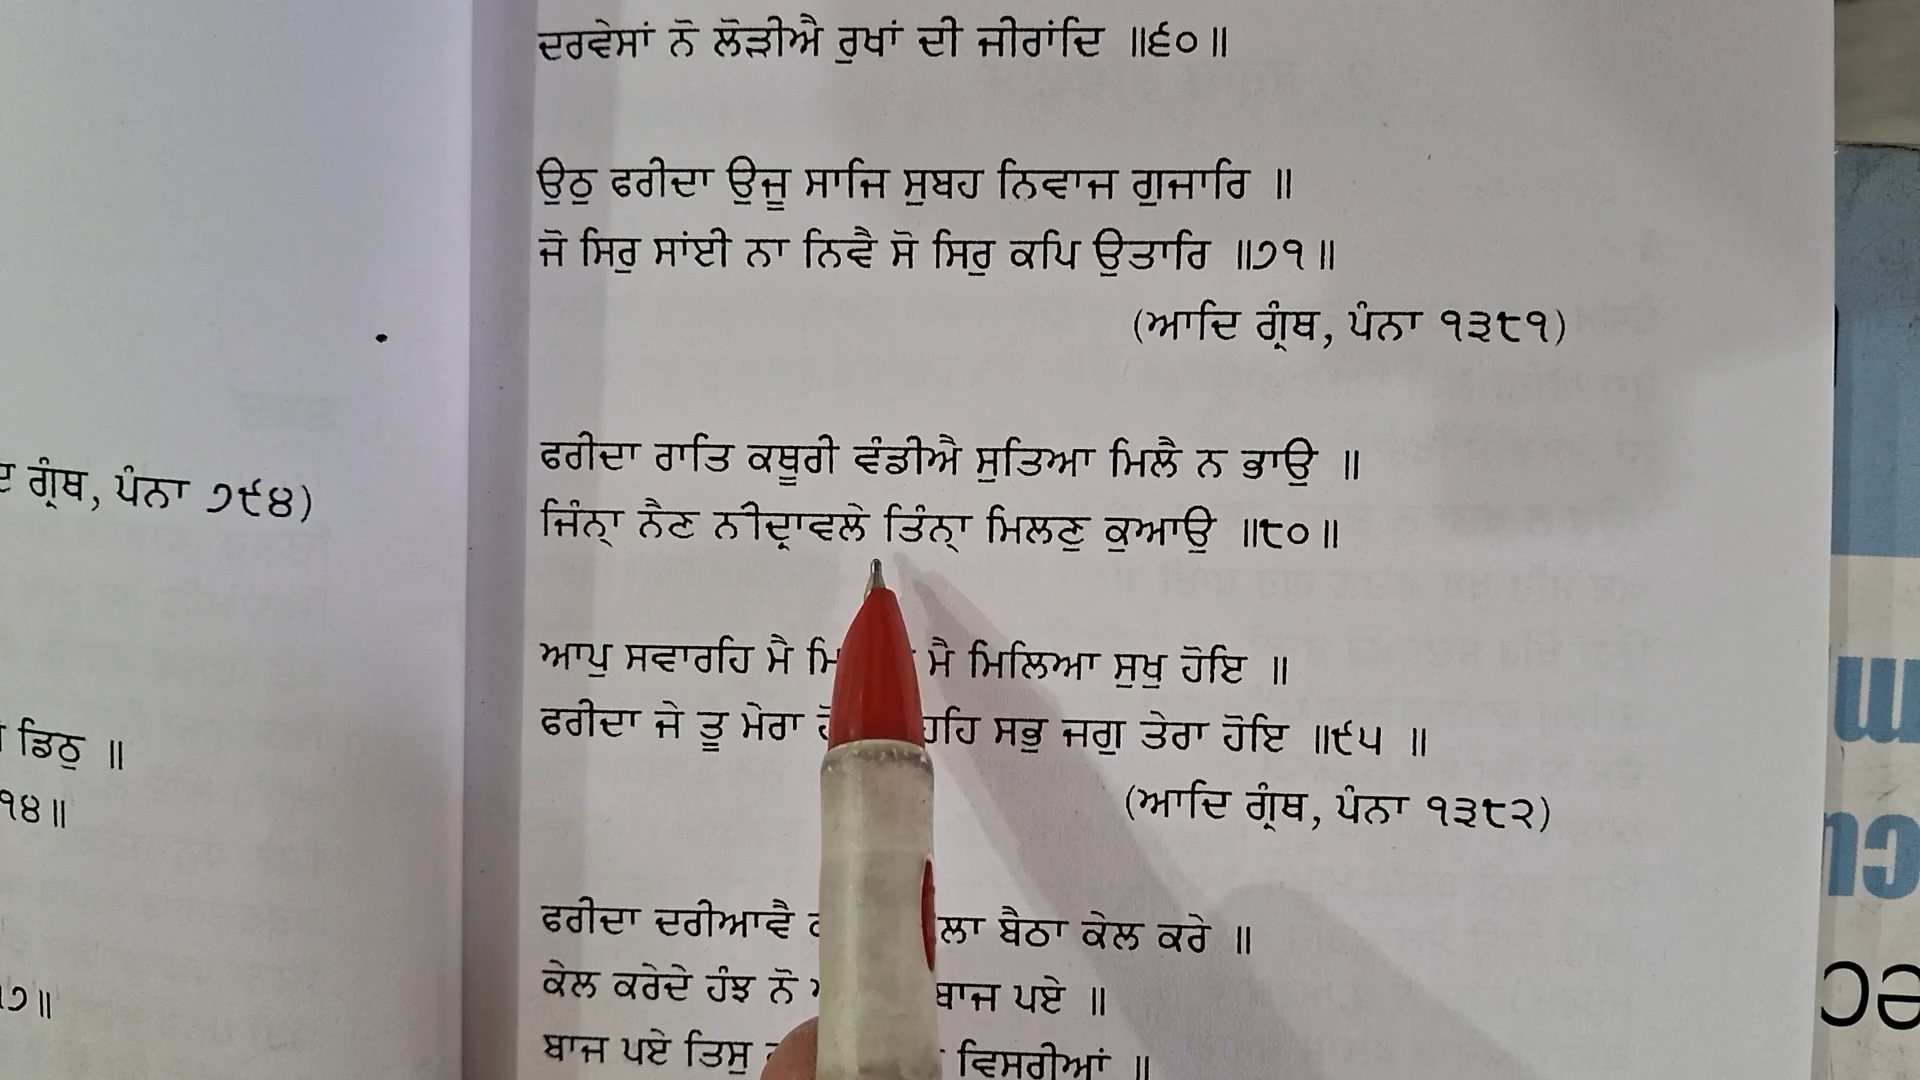 ਗ੍ਰੰਥ, ਪੰਨਾ ੭੯੪)
ਡਿਠੁ ॥
੧੪॥
੭॥
ਦਰਵੇਸਾਂ ਨੋ ਲੋੜੀਐ ਰੁਖਾਂ ਦੀ ਜੀਰਾਂਦਿ ॥੬੦॥
ਉਠੁ ਫਰੀਦਾ ਉਜੂ ਸਾਜਿ ਸੁਬਹ ਨਿਵਾਜ ਗੁਜਾਰਿ ॥
ਜੋ ਸਿਰੁ ਸਾਂਈ ਨਾ ਨਿਵੈ ਸੋ ਸਿਰੁ ਕਪਿ ਉਤਾਰਿ ॥੭੧॥
(ਆਦਿ ਗ੍ਰੰਥ, ਪੰਨਾ ੧੩੮੧)
ਫਰੀਦਾ ਰਾਤਿ ਕਥੂਰੀ ਵੰਡੀਐ ਸੁਤਿਆ ਮਿਲੈ ਨ ਭਾਉ ॥
ਜਿੰਨ੍ਹਾ ਨੈਣ ਨੀਂਦ੍ਰਾਵਲੇ ਤਿੰਨ੍ਹਾ ਮਿਲਣੁ ਕੁਆਉ ॥੮੦॥
ਆਪੁ ਸਵਾਰਹਿ ਮੈ ਮੈ ਮਿਲਿਆ ਸੁਖੁ ਹੋਇ ॥
ਫਰੀਦਾ ਜੇ ਤੂ ਮੇਰਾ ਸਭੁ ਜਗੁ ਤੇਰਾ ਹੋਇ ॥੯੫ ॥
(ਆਦਿ ਗ੍ਰੰਥ, ਪੰਨਾ ੧੩੮੨)
ਫਰੀਦਾ ਦਰੀਆਵੈ ਬੈਠਾ ਕੇਲ ਕਰੇ ॥
ਕੇਲ ਕਰੇਦੇ ਹੰਝ ਨੋ ਬਾਜ ਪਏ ॥
ਬਾਜ ਪਏ ਤਿਸੁ ਵਿਸਰੀਆਂ ॥